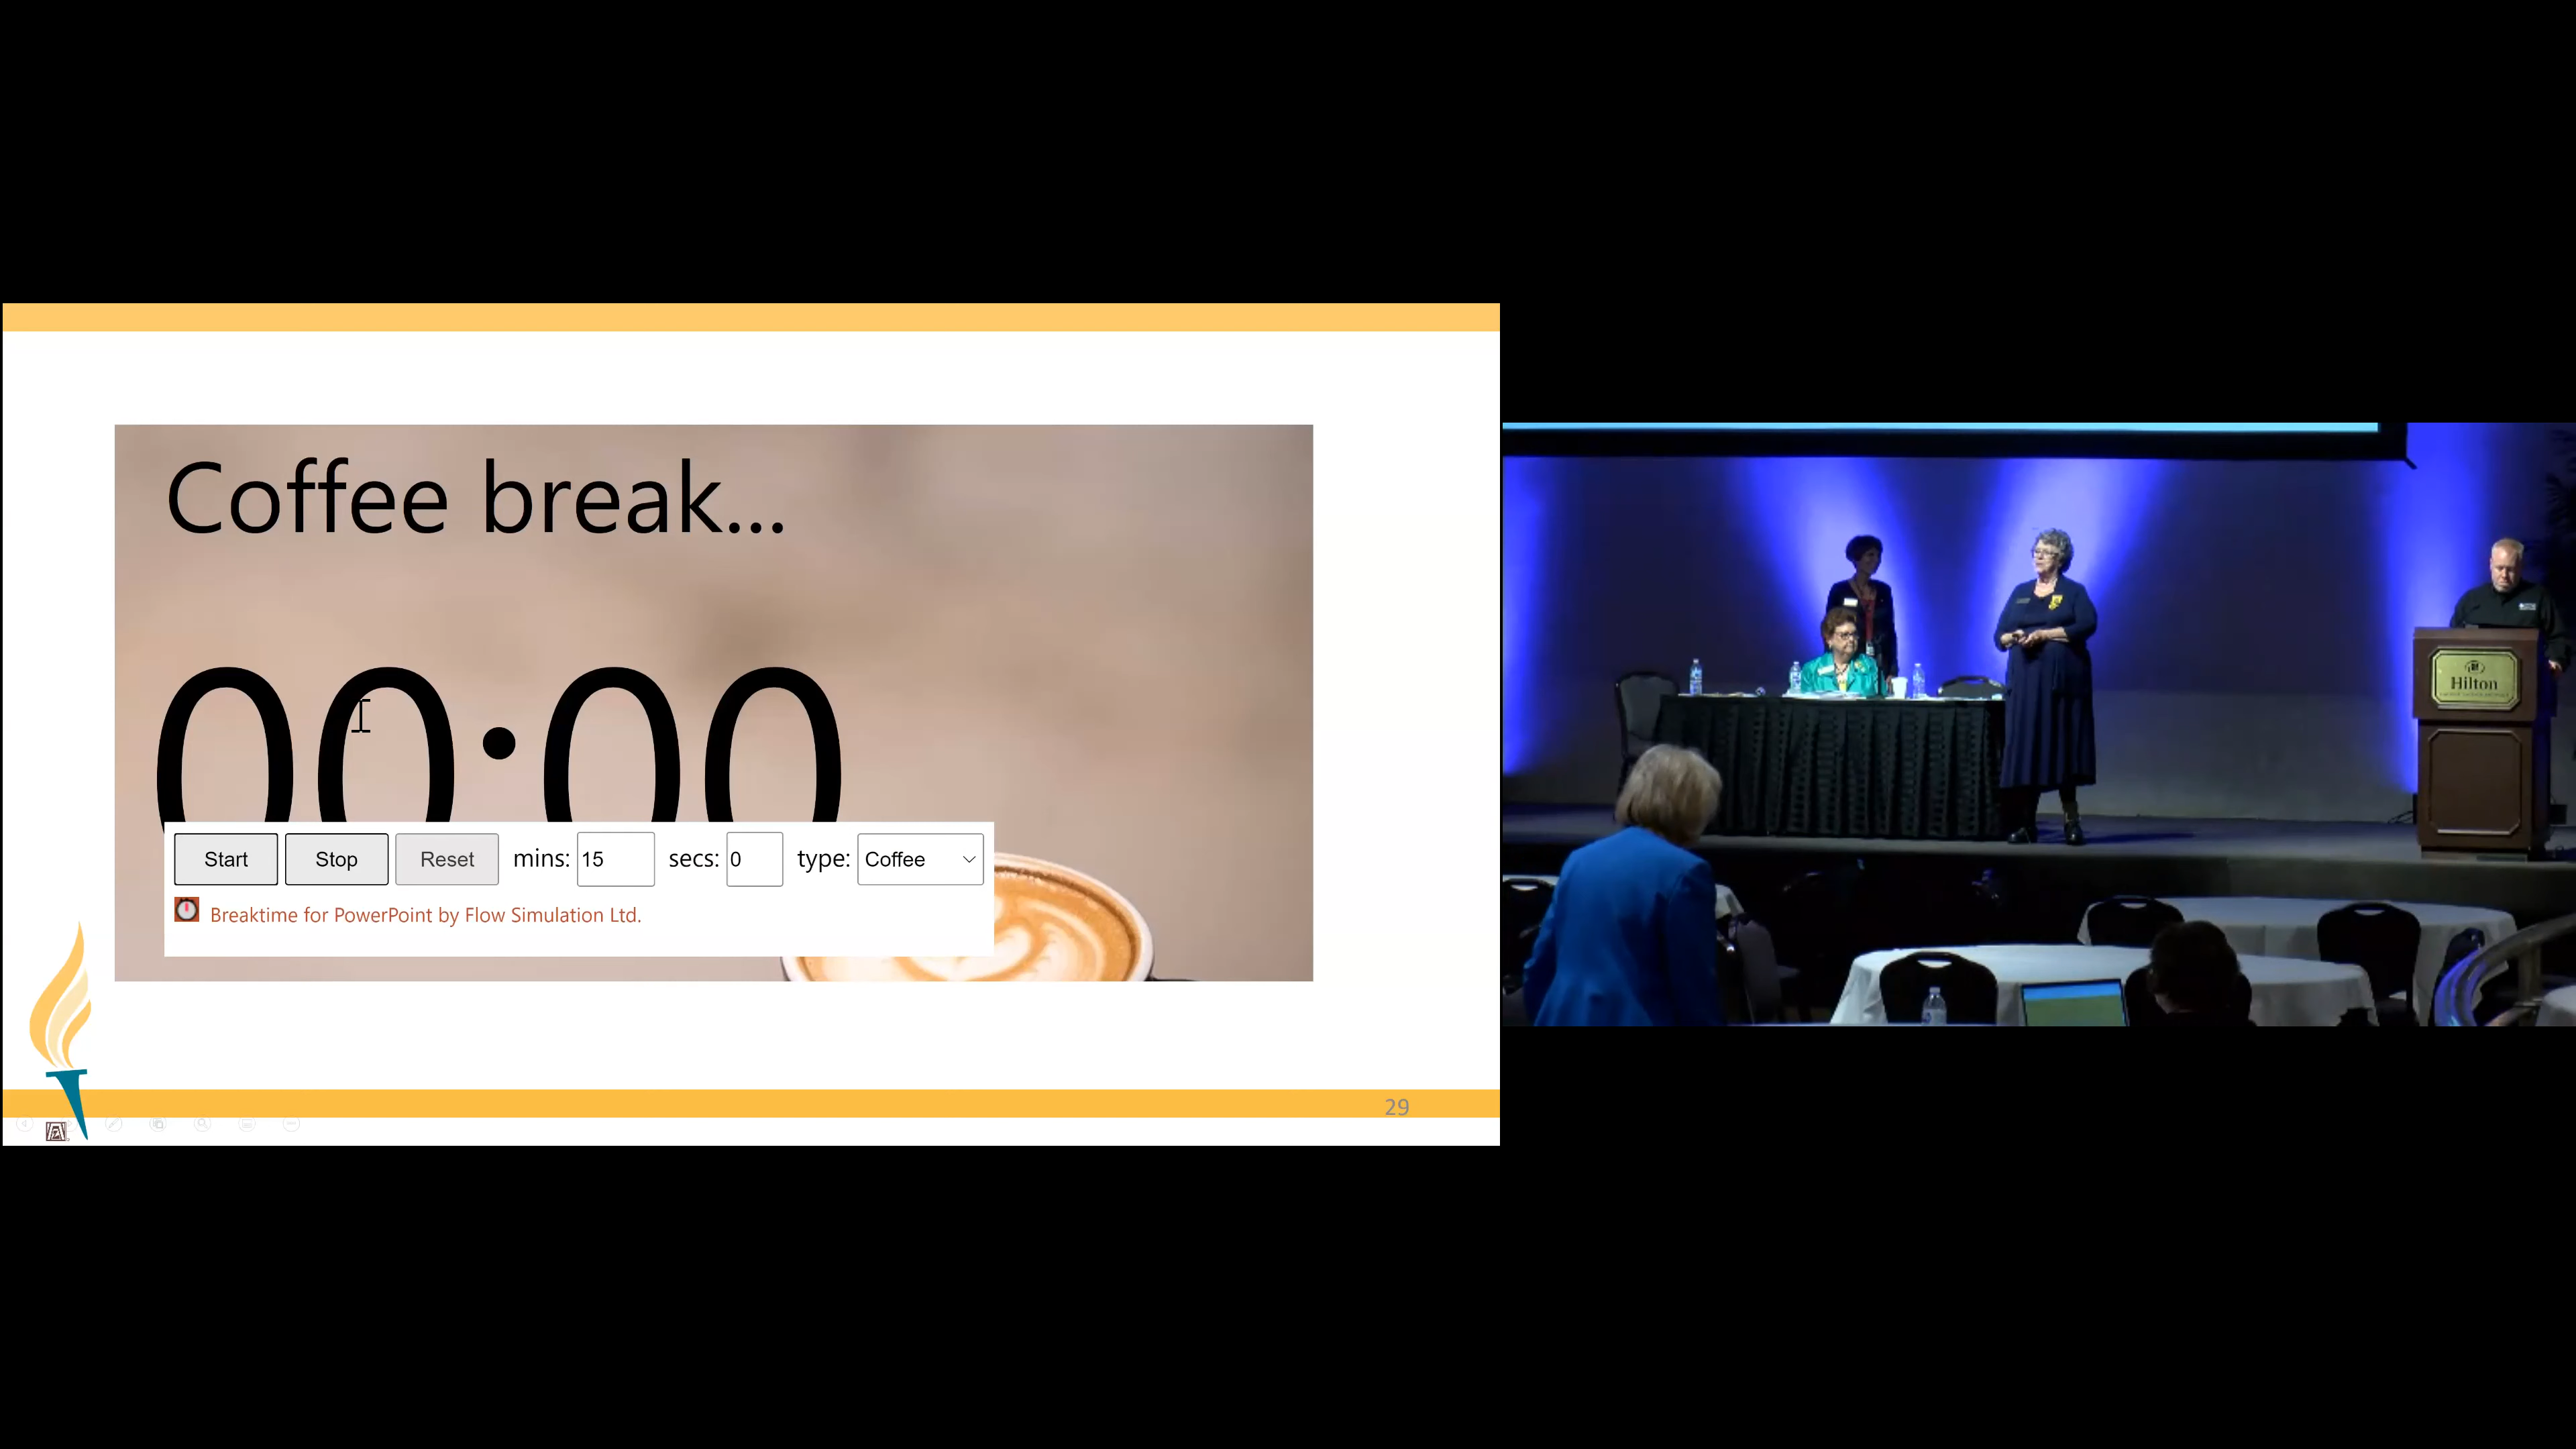 Coffee break...
00:00
Start Stop Reset mins: 15 secs: 0 type: Coffee
Breaktime for PowerPoint by Flow Simulation Ltd.
29
Hilton